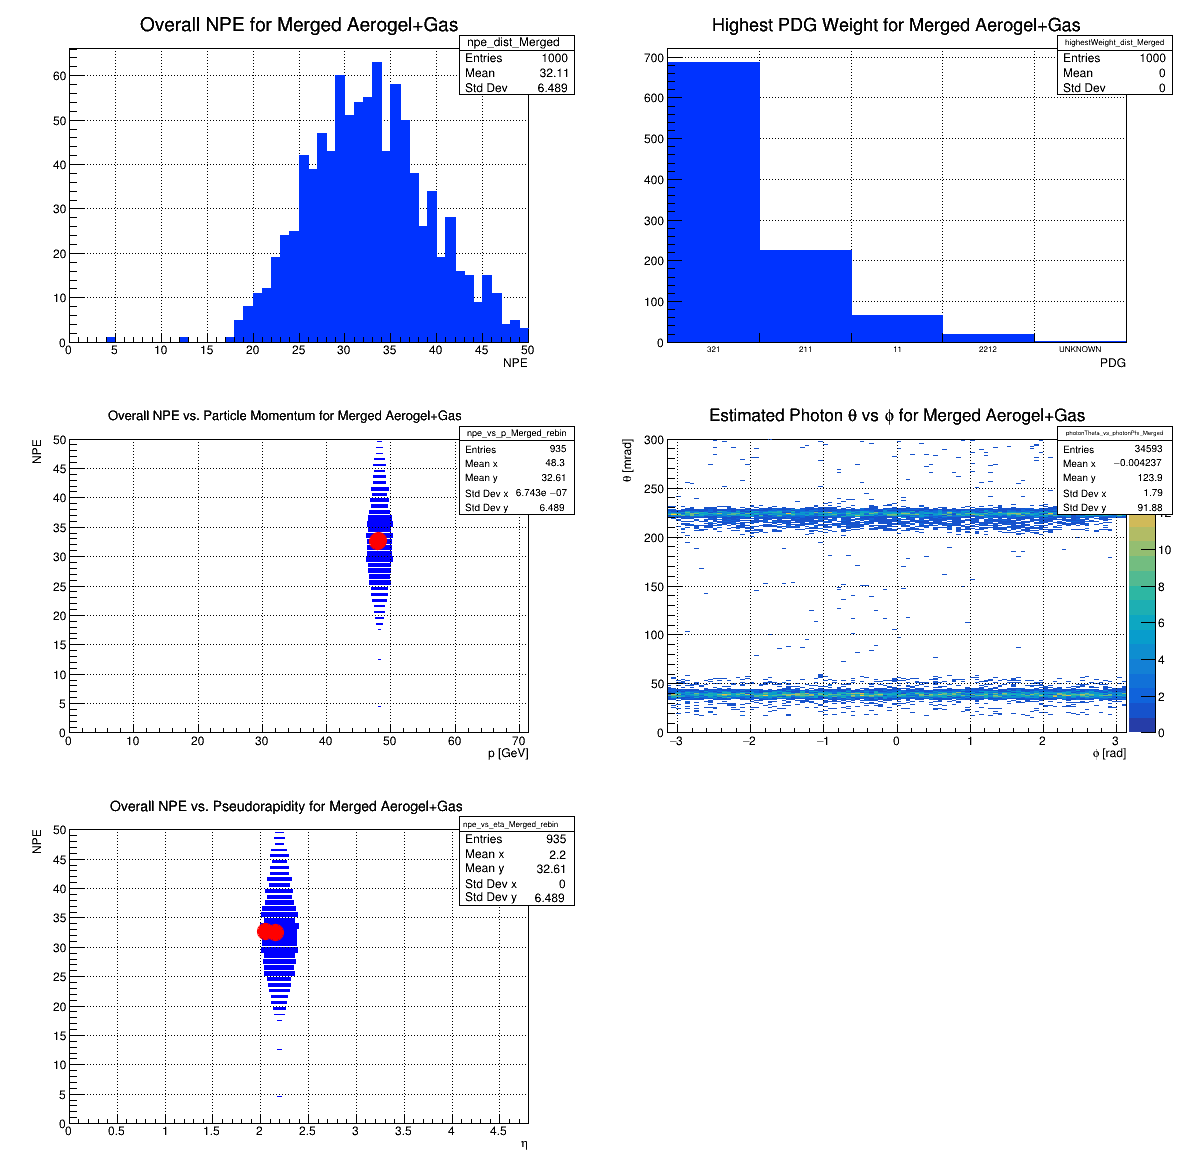 Overall NPE for Merged Aerogel+Gas
npe_dist_Merged
Entries 1000
Mean 32.11
Std Dev 6.489
60
50
40
30
20
10
0
0 5 10 15 20 25 30 35 40 45 50
NPE
Highest PDG Weight for Merged Aerogel+Gas
highestWeight_dist_Merged
Entries 1000
Mean 0
Std Dev 0
700
600
500
400
300
200
100
0
321 211 11 2212 UNKNOWN
PDG
Overall NPE vs. Particle Momentum for Merged Aerogel+Gas
npe_vs_p_Merged_rebin
Entries 935
Mean x 48.3
Mean y 32.61
Std Dev x 6.743e −07
Std Dev y 6.489
NPE
50
45
40
35
30
25
20
15
10
5
0
0 10 20 30 40 50 60 70
p [GeV]
Estimated Photon θ vs ϕ for Merged Aerogel+Gas
photonTheta_vs_photonPhi_Merged
Entries 34593
Mean x −0.004237
Mean y 123.9
Std Dev x 1.79
Std Dev y 91.88
θ [mrad]
300
250
200
150
100
50
0
−3 −2 −1 0 1 2 3
ϕ [rad]
12
10
8
6
4
2
0
Overall NPE vs. Pseudorapidity for Merged Aerogel+Gas
npe_vs_eta_Merged_rebin
Entries 935
Mean x 2.2
Mean y 32.61
Std Dev x 0
Std Dev y 6.489
NPE
50
45
40
35
30
25
20
15
10
5
0
0 0.5 1 1.5 2 2.5 3 3.5 4 4.5
η